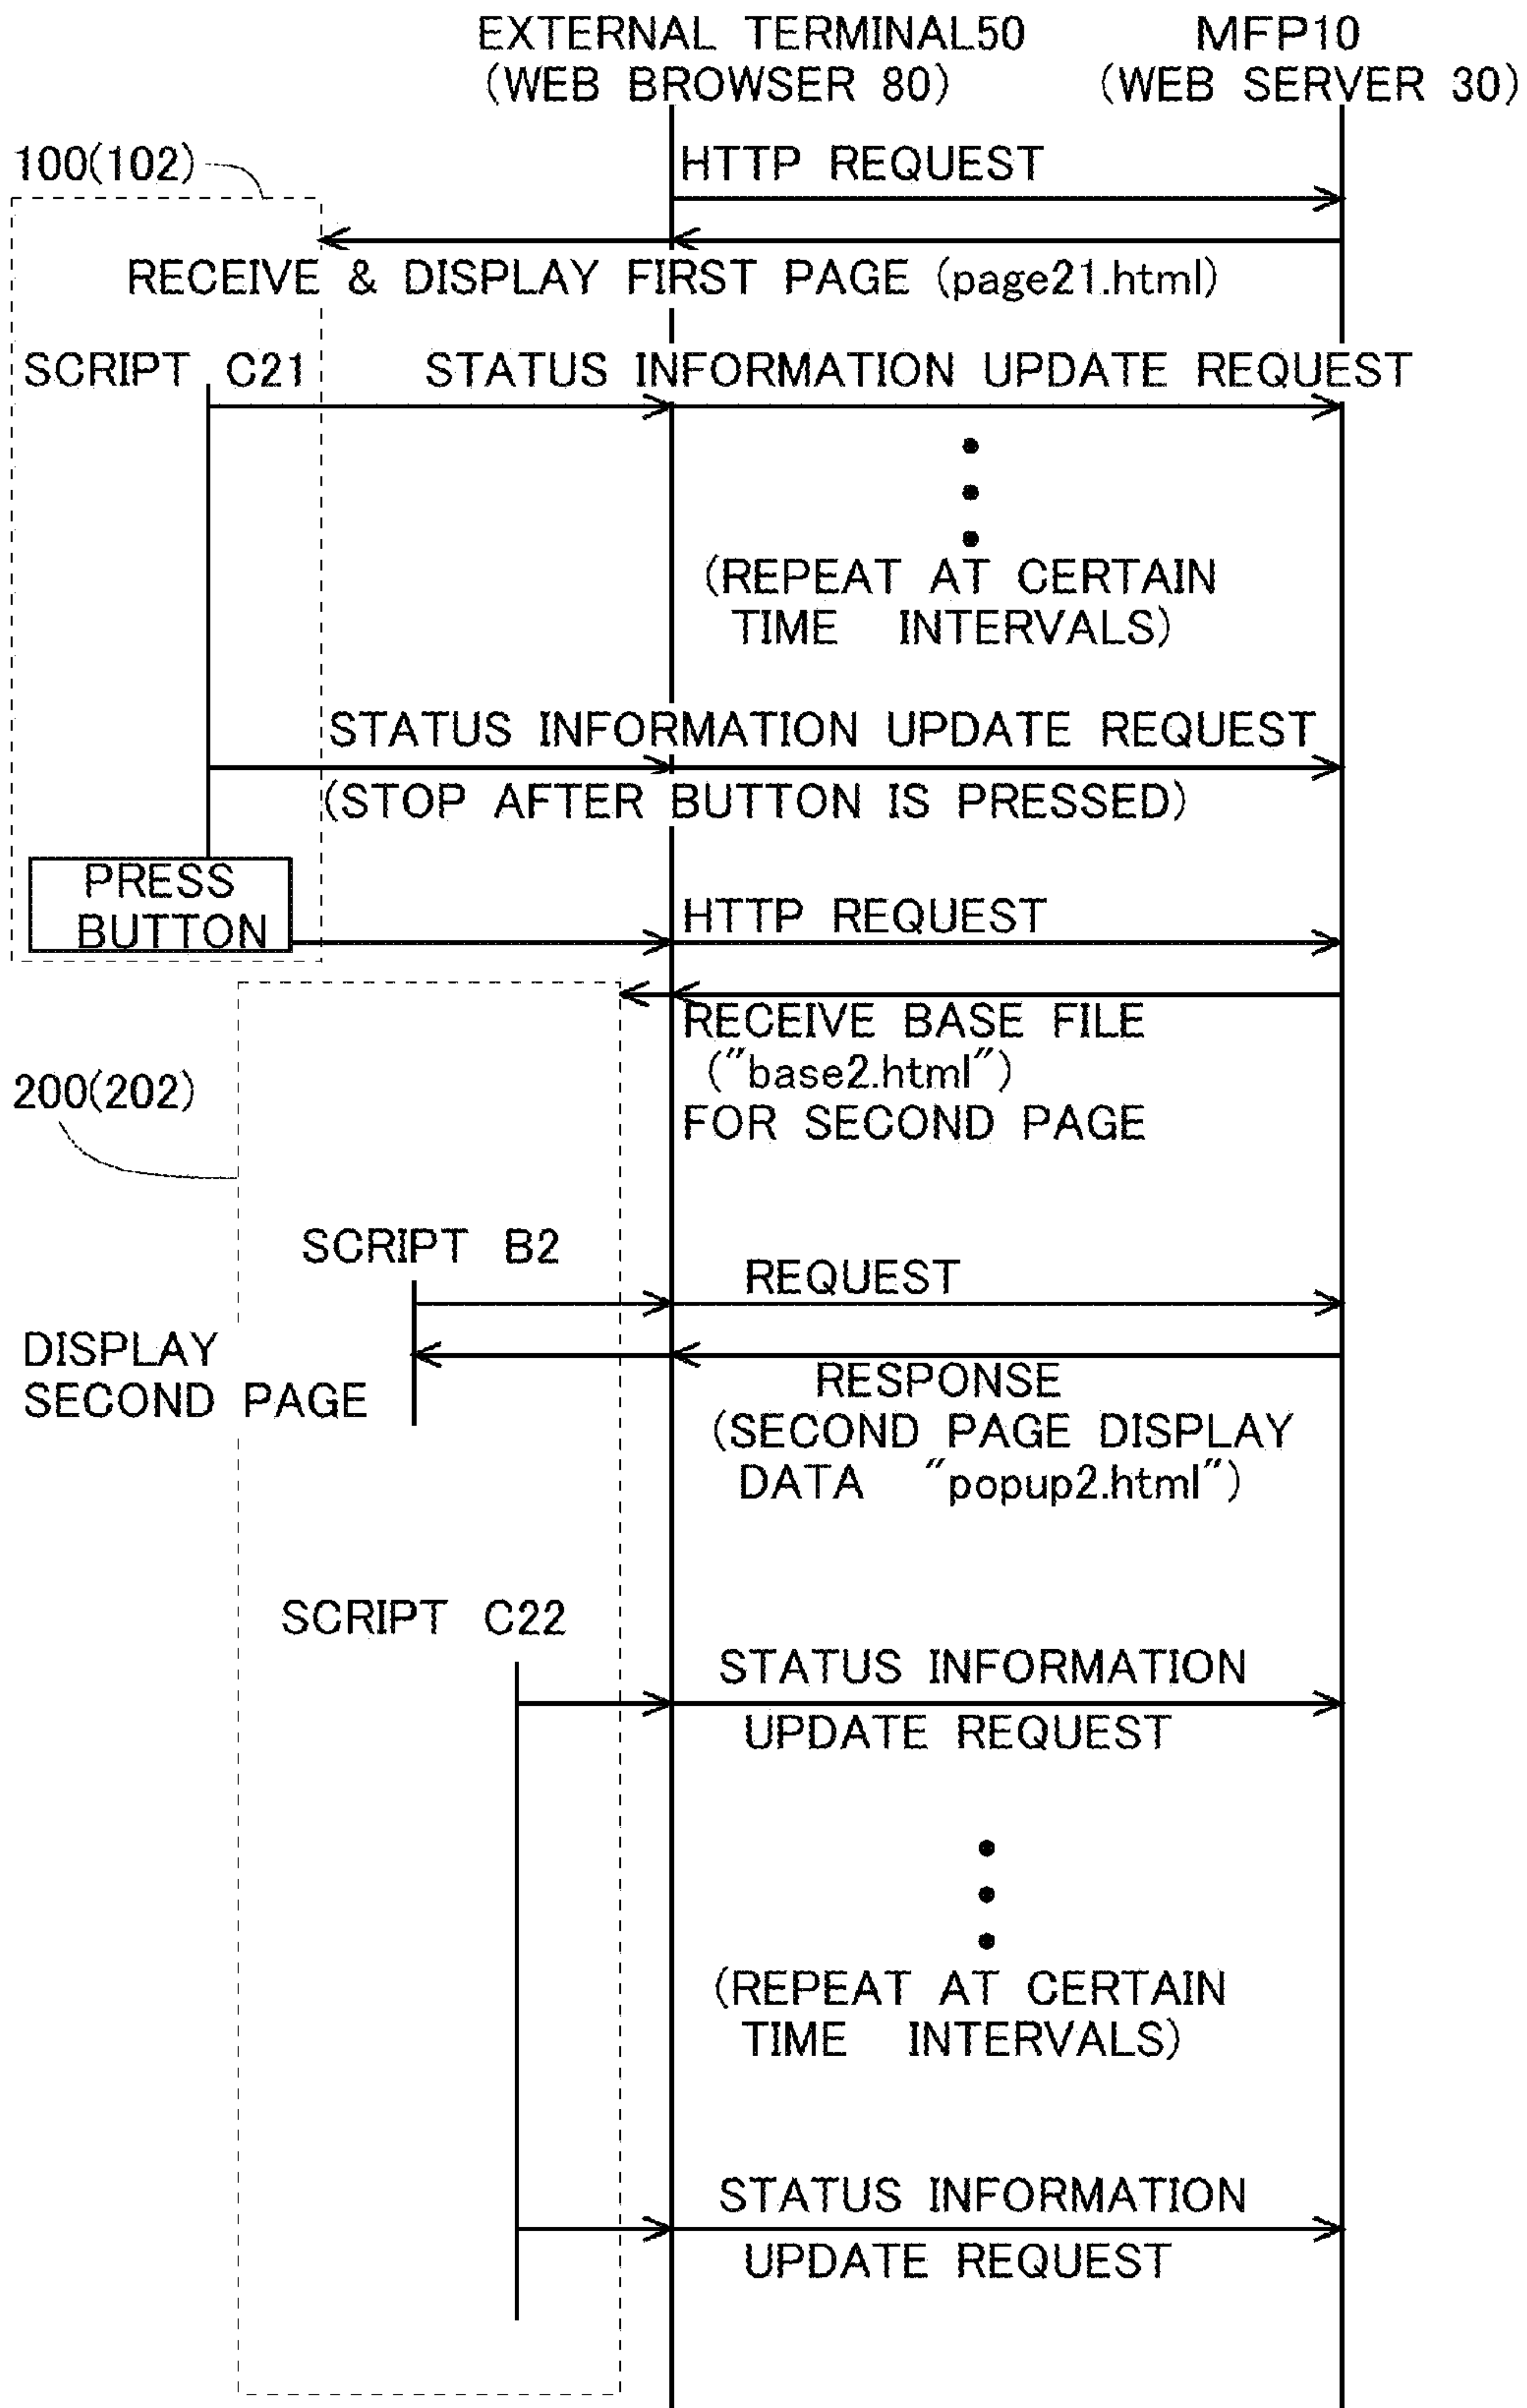 EXTERNAL TERMINAL50
(WEB BROWSER 80)
MFP10
(WEB SERVER 30)
100(102)
HTTP REQUEST
RECEIVE & DISPLAY FIRST PAGE (page21.html)
SCRIPT C21
STATUS INFORMATION UPDATE REQUEST
(REPEAT AT CERTAIN
TIME INTERVALS)
STATUS INFORMATION UPDATE REQUEST
(STOP AFTER BUTTON IS PRESSED)
PRESS
BUTTON
HTTP REQUEST
RECEIVE BASE FILE
("base2.html")
FOR SECOND PAGE
200(202)
SCRIPT B2
REQUEST
DISPLAY
SECOND PAGE
RESPONSE
(SECOND PAGE DISPLAY
DATA "popup2.html")
SCRIPT C22
STATUS INFORMATION
UPDATE REQUEST
(REPEAT AT CERTAIN
TIME INTERVALS)
STATUS INFORMATION
UPDATE REQUEST